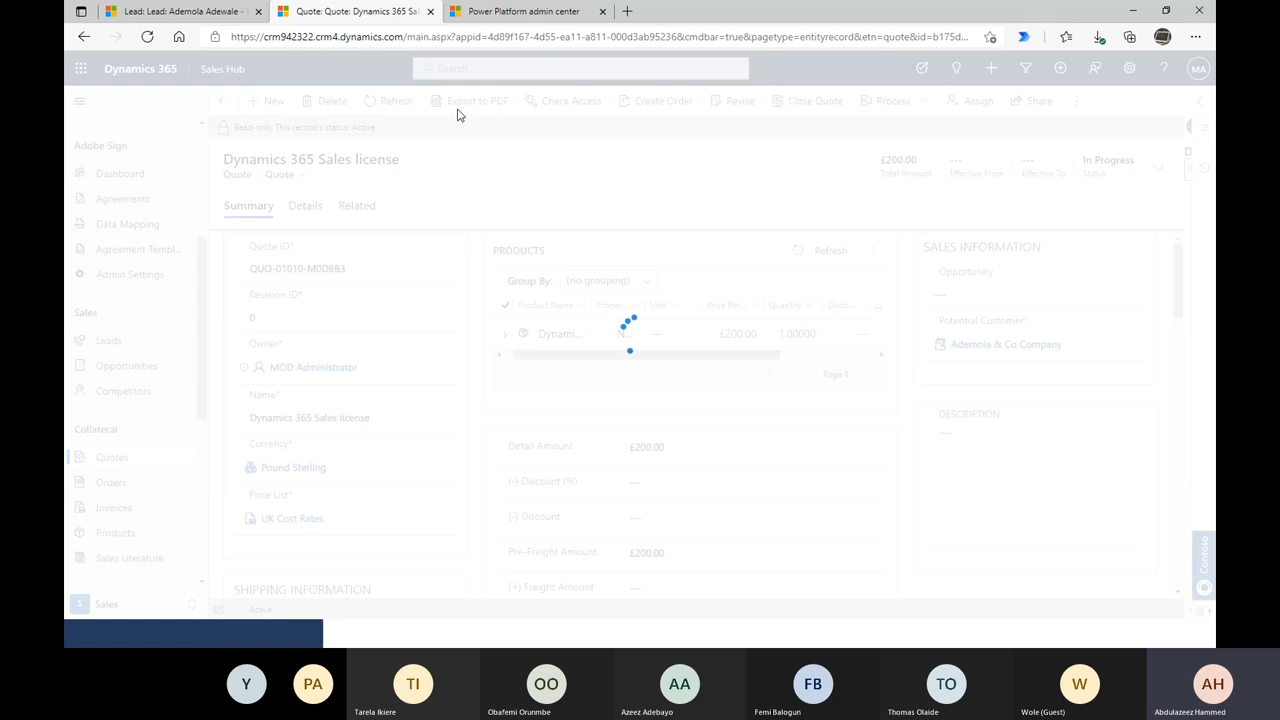 Lead: Lead: Ademola Adewale -
Quote: Quote: Dynamics 365 Sal
Power Platform admin center
https://crm942322.crm4.dynamics.com/main.aspx?appid=4d89f167-4d55-ea11-a811-000d3ab95236&cmdbar=true&pagetype=entityrecord&etn=quote&id=b175d...
Dynamics 365
Sales Hub
Search
MA
New
Delete
Refresh
Export to PDF
Check Access
Create Order
Revise
Close Quote
Process
Assign
Share
Read-only This record's status: Active
Adobe Sign
Dashboard
Agreements
Data Mapping
Agreement Templ...
Admin Settings
Sales
Leads
Opportunities
Competitors
Collateral
Quotes
Orders
Invoices
Products
Sales Literature
S Sales
Dynamics 365 Sales license
Quote · Quote
£200.00
Total Amount
---
Effective From
---
Effective To
In Progress
Status
Summary
Details
Related
Quote ID*
QUO-01010-M0D8B3
Revision ID*
0
Owner*
MOD Administrator
Name*
Dynamics 365 Sales license
Currency*
Pound Sterling
Price List*
UK Cost Rates
SHIPPING INFORMATION
Active
PRODUCTS
Refresh
Group By: (no grouping)
Product Name
Proper...
Unit
Price Per...
Quantity
Disco...
Dynami...
N...
---
£200.00
1.00000
---
Page 1
Detail Amount £200.00
(-) Discount (%) ---
(-) Discount ---
Pre-Freight Amount £200.00
(+) Freight Amount ---
SALES INFORMATION
Opportunity
---
Potential Customer*
Ademola & Co Company
DESCRIPTION
---
Contoso
Y
PA
TI
Tarela Ikiere
OO
Obafemi Orunmbe
AA
Azeez Adebayo
FB
Femi Balogun
TO
Thomas Olaide
W
Wole (Guest)
AH
Abdulazeez Hammed